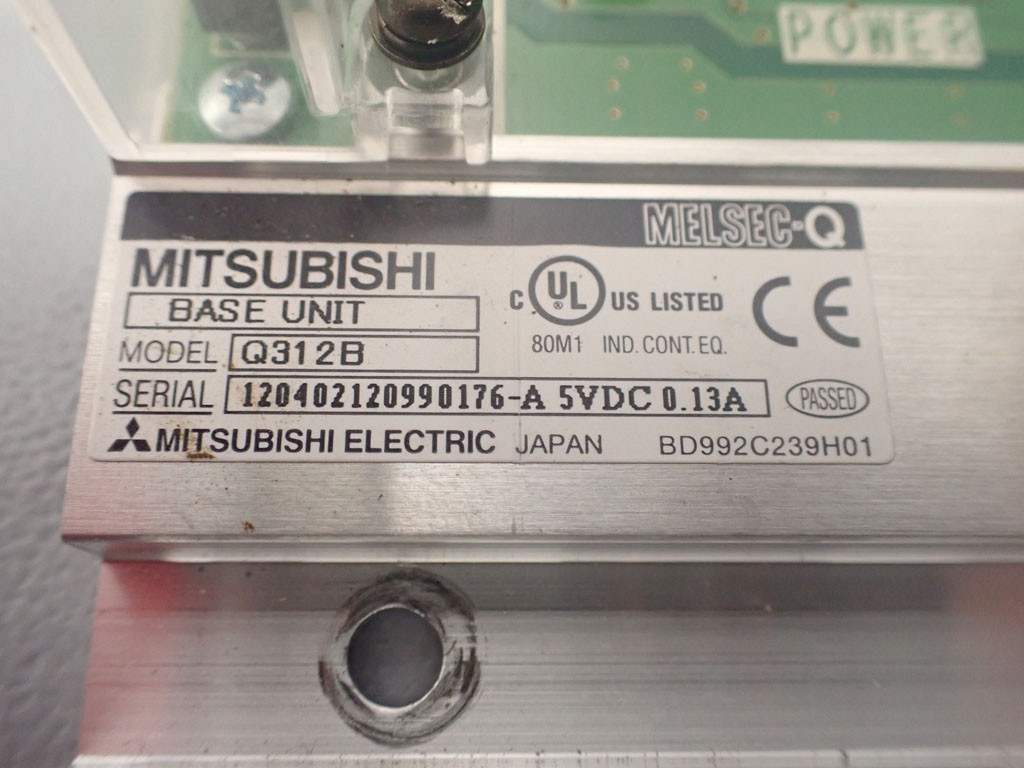 POWER
MELSEC-Q
MITSUBISHI
BASE UNIT
C UL ® US LISTED
80M1 IND. CONT. EQ.
CE
MODEL Q312B
SERIAL 120402120990176-A 5VDC 0.13A PASSED
MITSUBISHI ELECTRIC JAPAN BD992C239H01